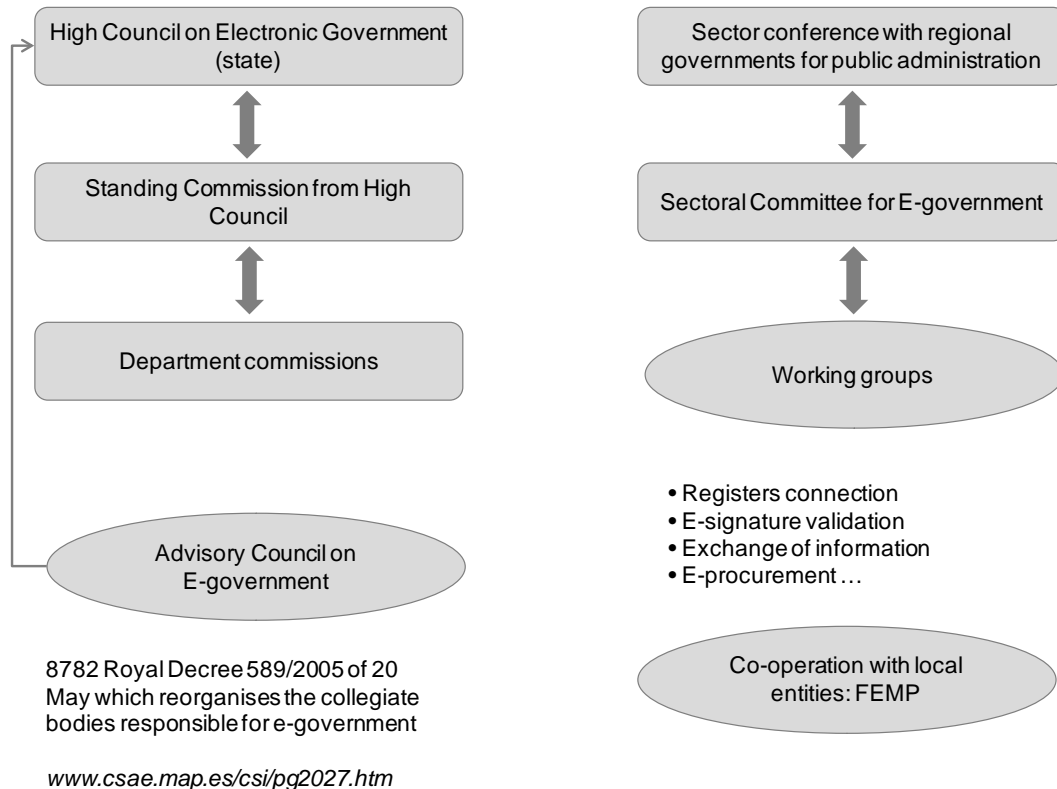 High Council on Electronic Government
(state)
Standing Commission from High
Council
Department commissions
Advisory Council on
E-government
8782 Royal Decree 589/2005 of 20
May which reorganises the collegiate
bodies responsible for e-government
www.csae.map.es/csi/pg2027.htm
Sector conference with regional
governments for public administration
Sectoral Committee for E-government
Working groups
• Registers connection
• E-signature validation
• Exchange of information
• E-procurement …
Co-operation with local
entities: FEMP